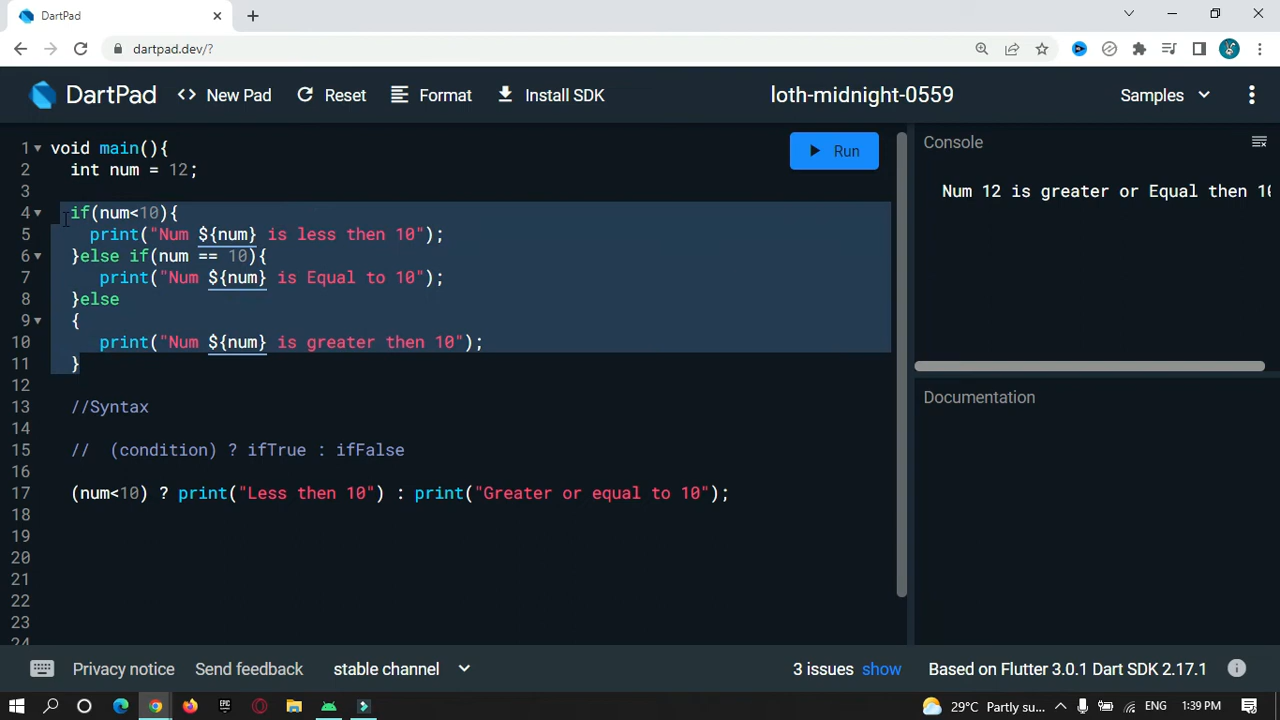 DartPad
dartpad.dev/?
DartPad
New Pad
Reset
Format
Install SDK
loth-midnight-0559
Samples
1 void main(){
2 int num = 12;
3
4 if(num<10){
5 print("Num ${num} is less then 10");
6 }else if(num == 10){
7 print("Num ${num} is Equal to 10");
8 }else
9 {
10 print("Num ${num} is greater then 10");
11 }
12
13 //Syntax
14
15 // (condition) ? ifTrue : ifFalse
16
17 (num<10) ? print("Less then 10") : print("Greater or equal to 10");
18
19
20
21
22
23
24
Run
Console
Num 12 is greater or Equal then 10
Documentation
Privacy notice
Send feedback
stable channel
3 issues show
Based on Flutter 3.0.1 Dart SDK 2.17.1
EPIC
29°C Partly su...
ENG
1:39 PM